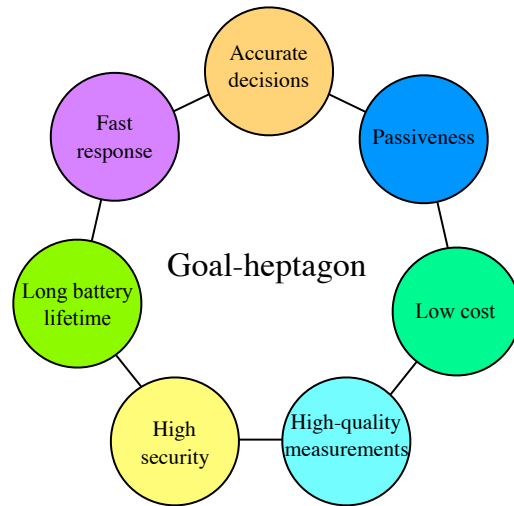 Accurate
decisions
Fast
response
Passiveness
Goal-heptagon
Long battery
lifetime
Low cost
High
security
High-quality
measurements